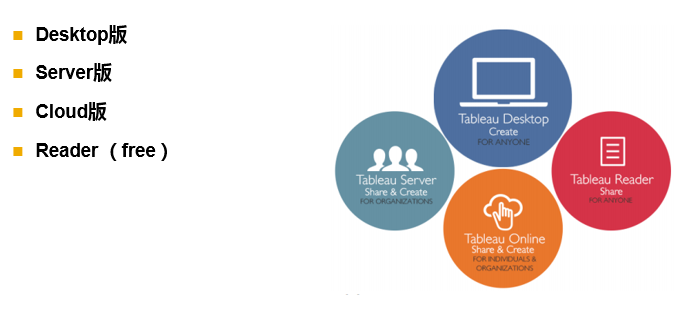 Desktop版
Server版
Cloud版
Reader （free）
Tableau Desktop
Create
FOR ANYONE
Tableau Server
Share & Create
FOR ORGANIZATIONS
Tableau Online
Share & Create
FOR INDIVIDUALS &
ORGANIZATIONS
Tableau Reader
Share
FOR ANYONE